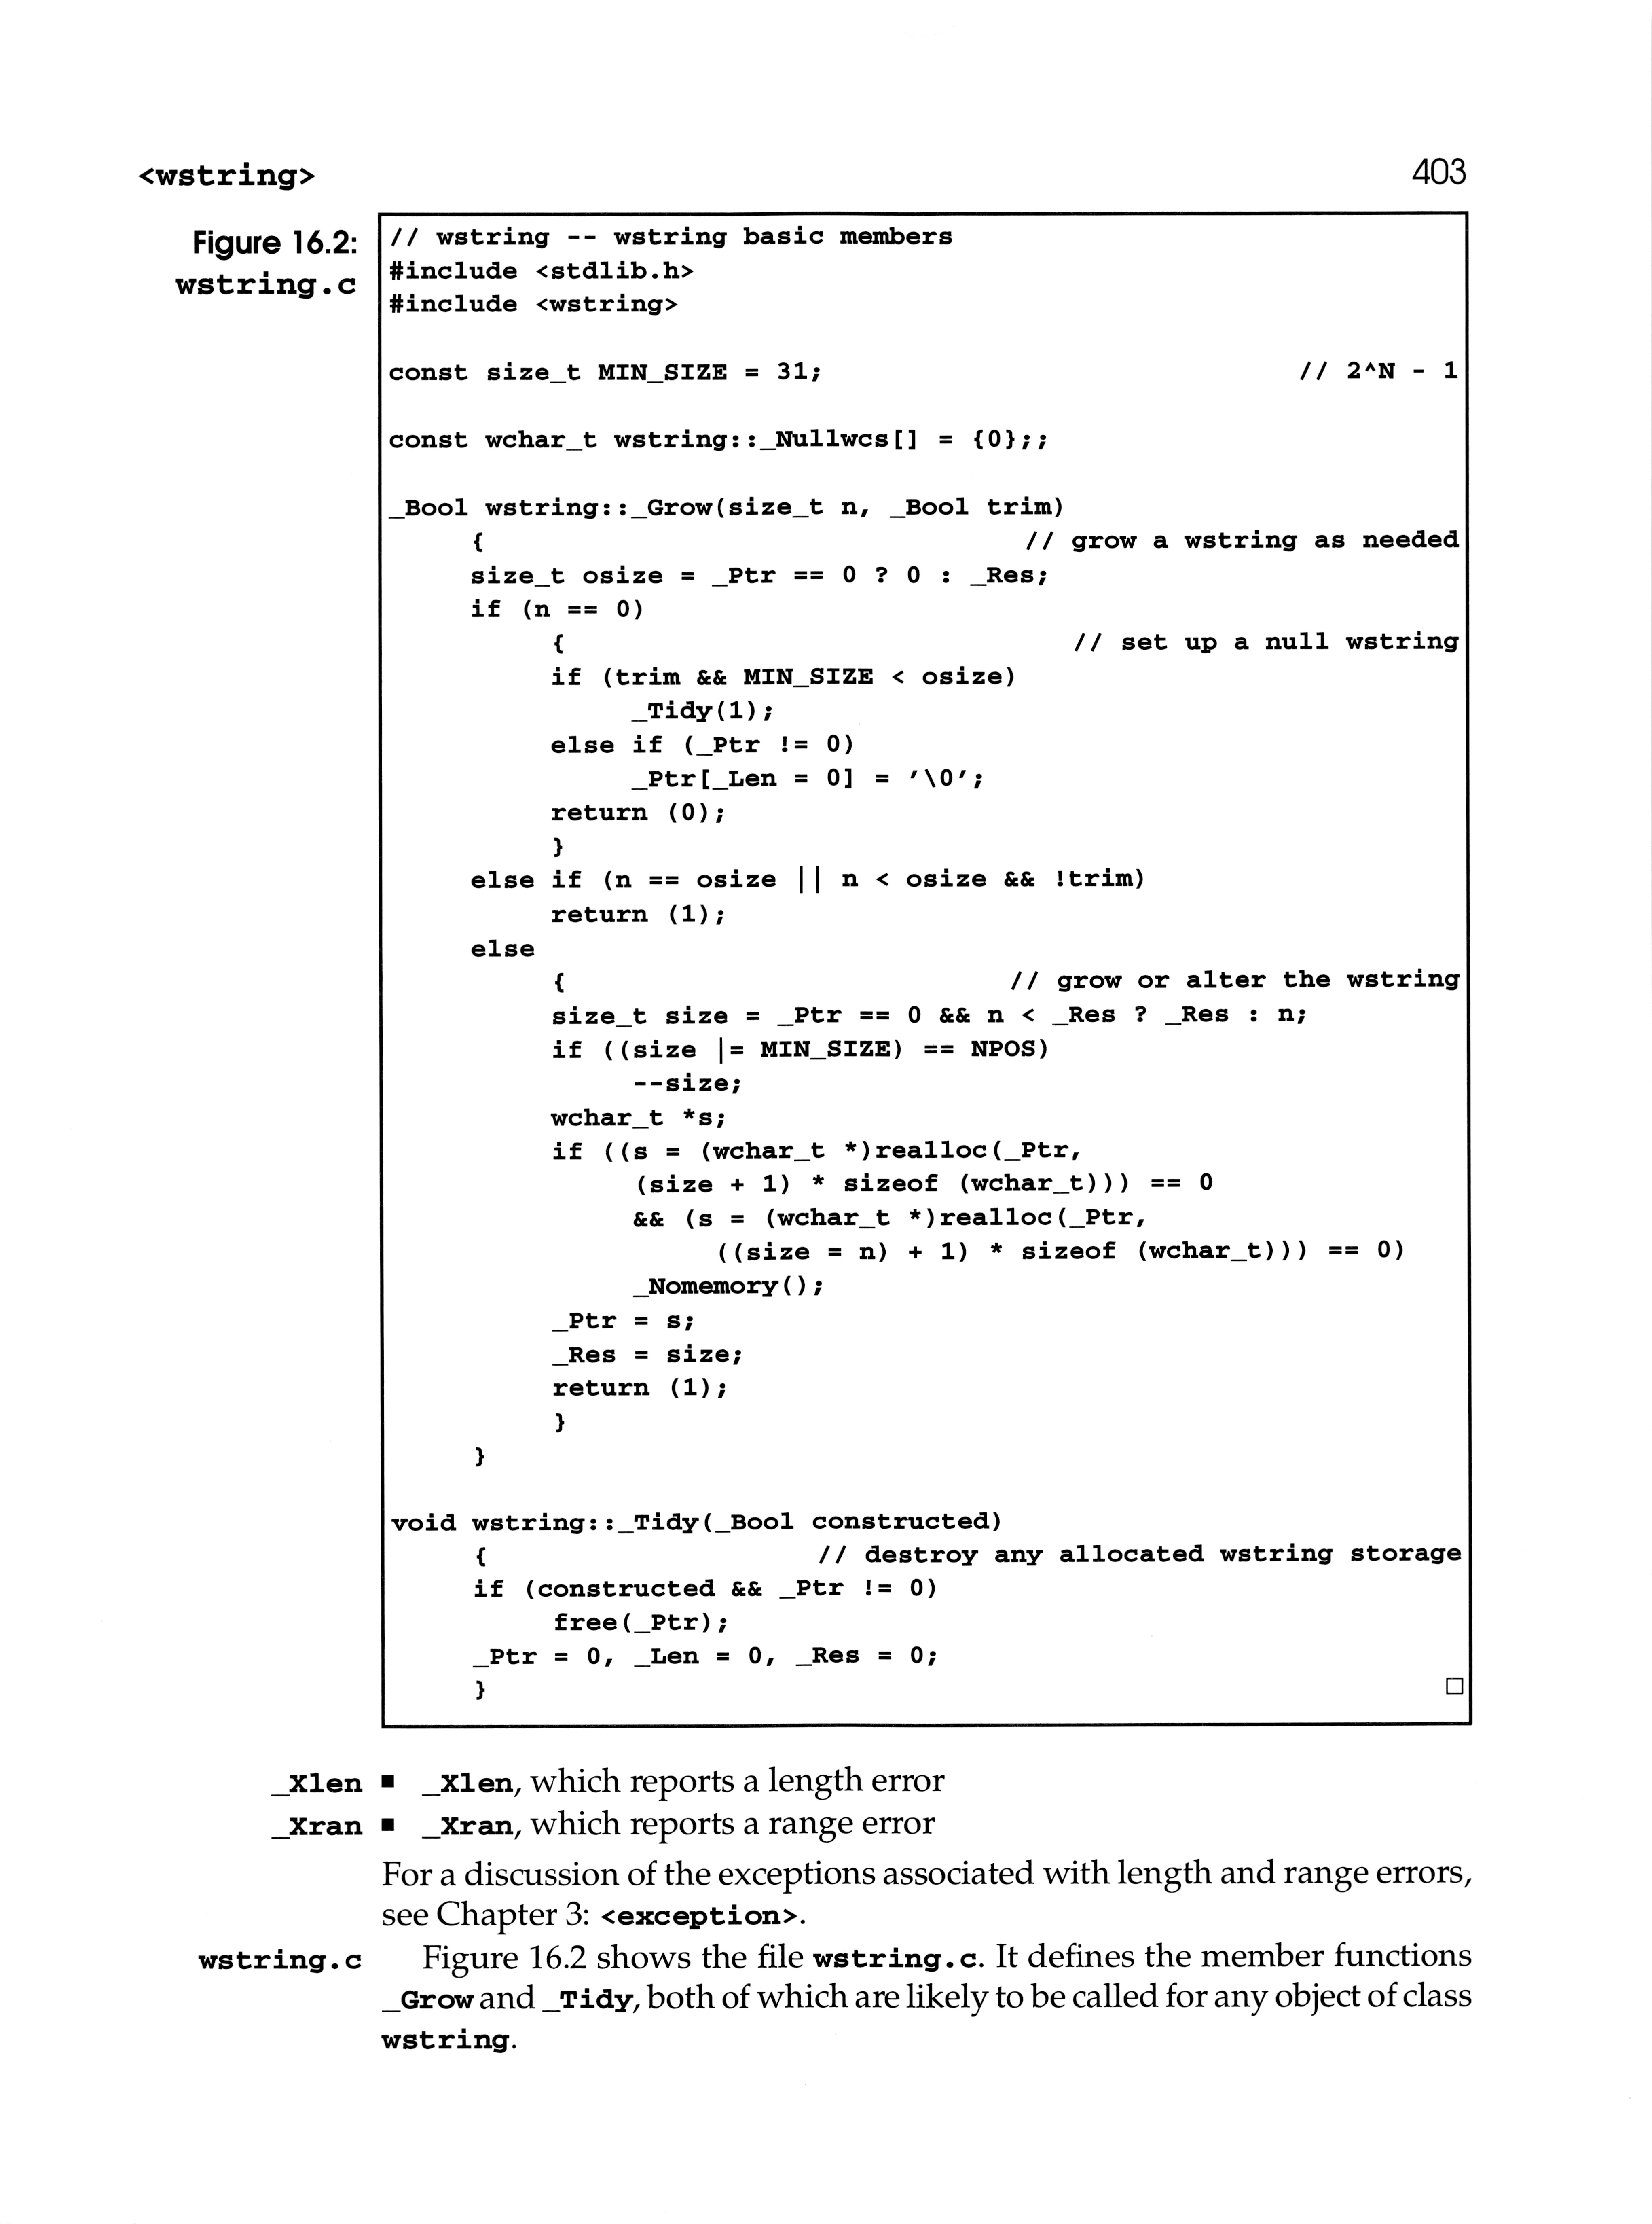 <wstring> 403
Figure 16.2:
wstring.c
// wstring -- wstring basic members
#include <stdlib.h>
#include <wstring>

const size_t MIN_SIZE = 31; // 2^N - 1

const wchar_t wstring::_Nullwcs[] = {0};;

_Bool wstring::_Grow(size_t n, _Bool trim)
{ // grow a wstring as needed
size_t osize = _Ptr == 0 ? 0 : _Res;
if (n == 0)
{ // set up a null wstring
if (trim && MIN_SIZE < osize)
_Tidy(1);
else if (_Ptr != 0)
_Ptr[_Len = 0] = '\0';
return (0);
}
else if (n == osize || n < osize && !trim)
return (1);
else
{ // grow or alter the wstring
size_t size = _Ptr == 0 && n < _Res ? _Res : n;
if ((size |= MIN_SIZE) == NPOS)
--size;
wchar_t *s;
if ((s = (wchar_t *)realloc(_Ptr,
(size + 1) * sizeof (wchar_t))) == 0
&& (s = (wchar_t *)realloc(_Ptr,
((size = n) + 1) * sizeof (wchar_t))) == 0)
_Nomemory();
_Ptr = s;
_Res = size;
return (1);
}
}

void wstring::_Tidy(_Bool constructed)
{ // destroy any allocated wstring storage
if (constructed && _Ptr != 0)
free(_Ptr);
_Ptr = 0, _Len = 0, _Res = 0;
} □
_Xlen ■ _Xlen, which reports a length error
_Xran ■ _Xran, which reports a range error
For a discussion of the exceptions associated with length and range errors,
see Chapter 3: <exception>.
wstring.c Figure 16.2 shows the file wstring.c. It defines the member functions
_Grow and _Tidy, both of which are likely to be called for any object of class
wstring.